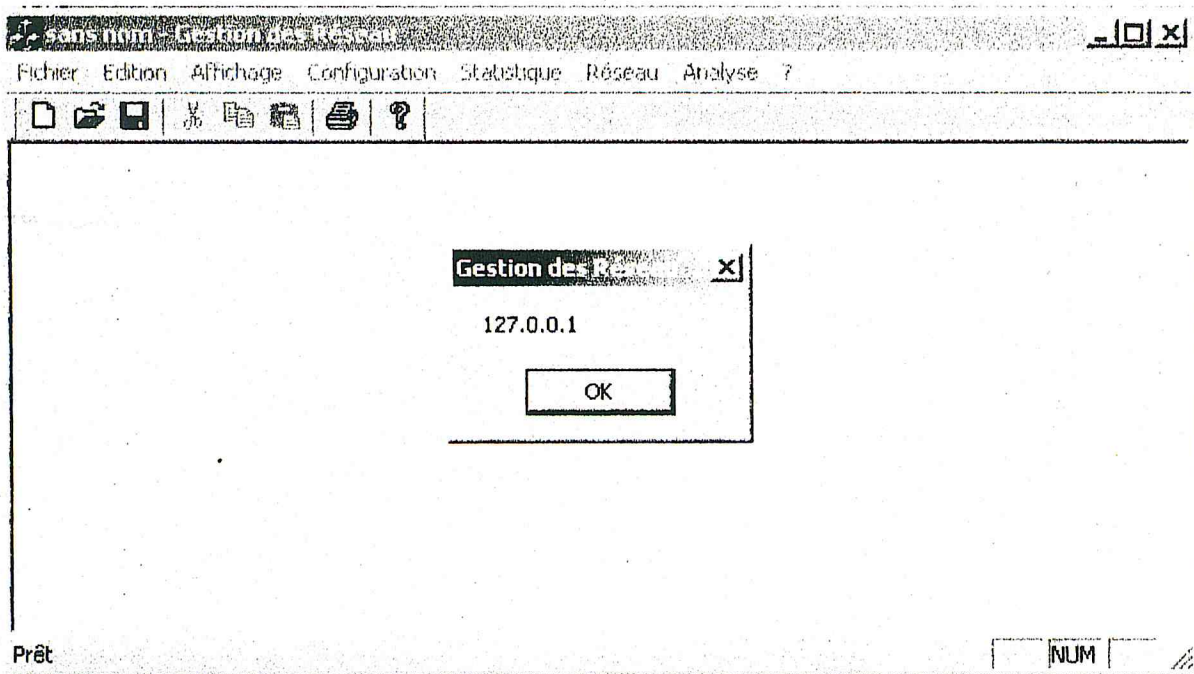 sans nom - Gestion des Réseau
Fichier Edition Affichage Configuration Statistique Réseau Analyse ?
Gestion des Réseau
127.0.0.1
OK
Prêt
NUM